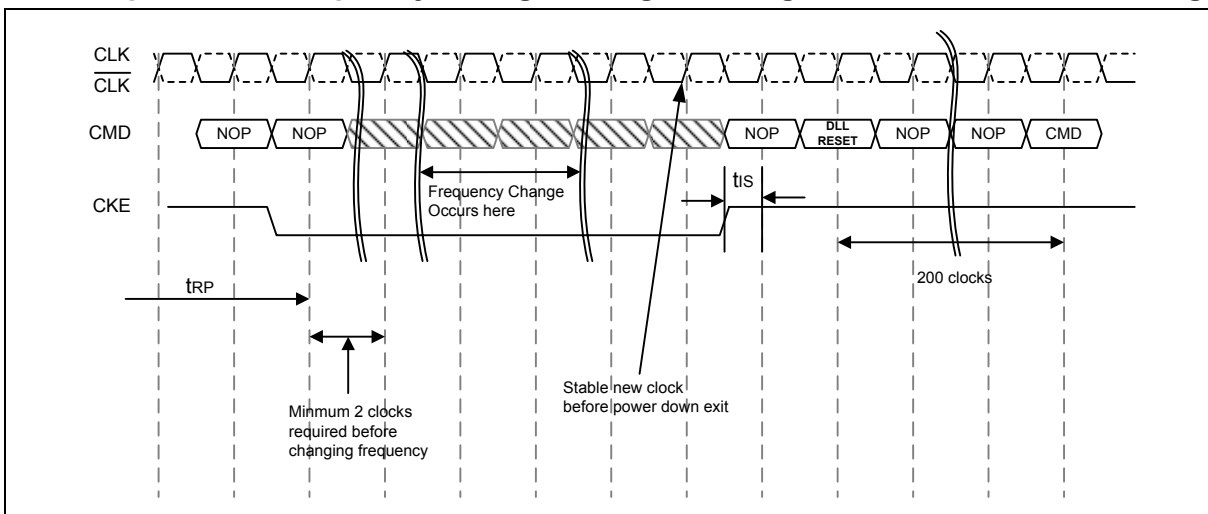 CLK
CLK
CMD
NOP
NOP
NOP
DLL
RESET
NOP
NOP
CMD
Frequency Change
Occurs here
tIS
CKE
200 clocks
tRP
Stable new clock
before power down exit
Minmum 2 clocks
required before
changing frequency